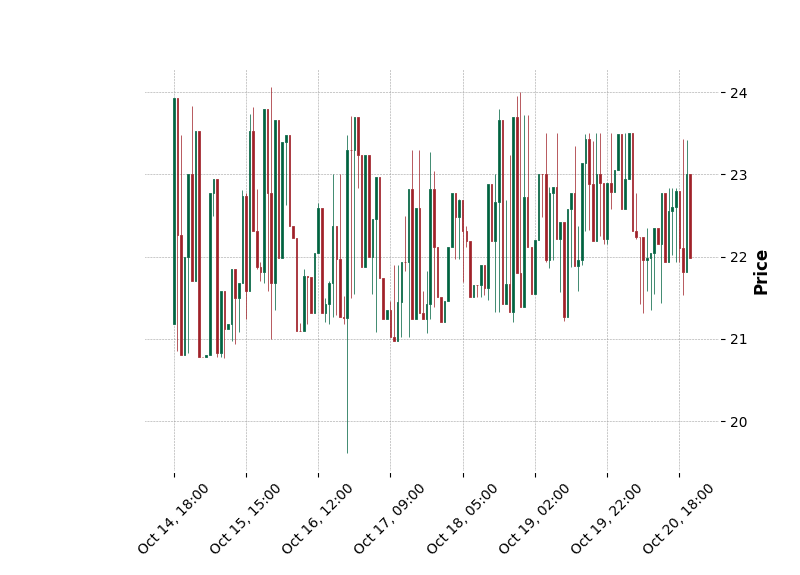 24
23
22
21
20
Price
Oct 14, 18:00
Oct 15, 15:00
Oct 16, 12:00
Oct 17, 09:00
Oct 18, 05:00
Oct 19, 02:00
Oct 19, 22:00
Oct 20, 18:00